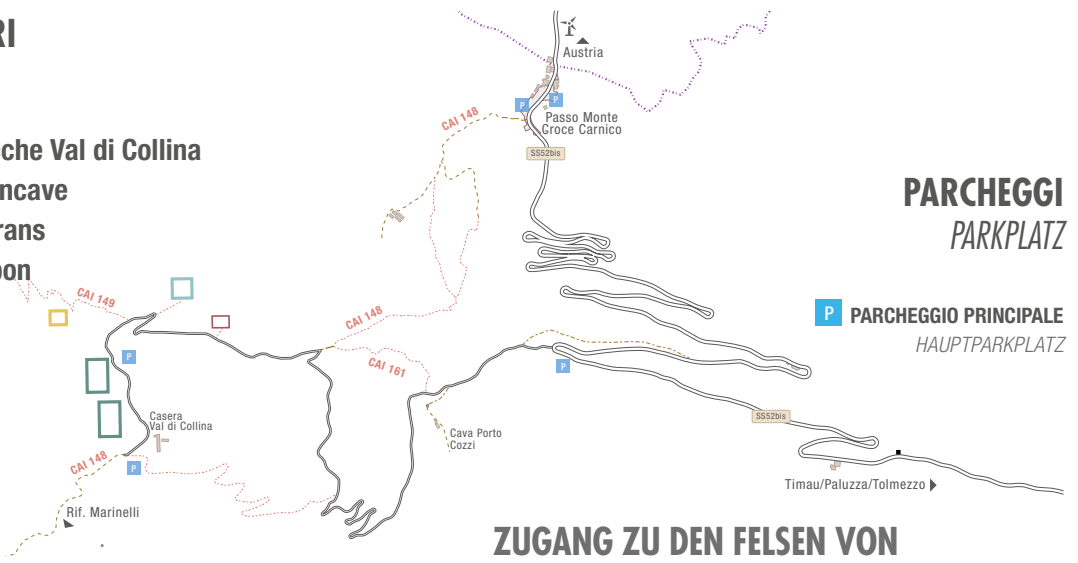 RI
che Val di Collina
ncave
rans
on
Austria
P
P
Passo Monte
Croce Carnico
SS52bis
CAI 148
PARCHEGGI
PARKPLATZ
P PARCHEGGIO PRINCIPALE
HAUPTPARKPLATZ
CAI 149
CAI 148
CAI 161
P
P
SS52bis
Casera
Val di Collina
Cava Porto
Cozzi
CAI 148
P
Timau/Paluzza/Tolmezzo
Rif. Marinelli
ZUGANG ZU DEN FELSEN VON